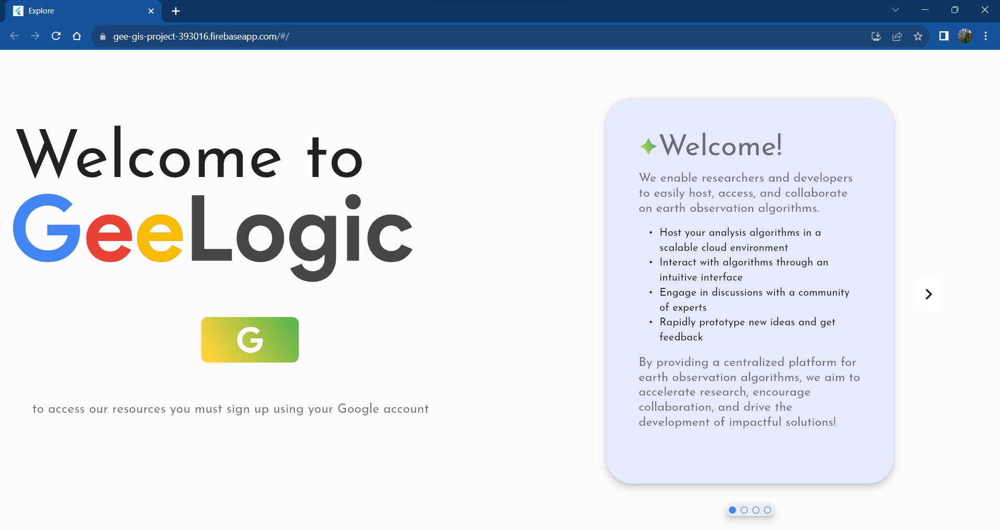 Explore
gee-gis-project-393016.firebaseapp.com/#/
Welcome to
GeeLogic
G
to access our resources you must sign up using your Google account
Welcome!
We enable researchers and developers
to easily host, access, and collaborate
on earth observation algorithms.
• Host your analysis algorithms in a
scalable cloud environment
• Interact with algorithms through an
intuitive interface
• Engage in discussions with a community
of experts
• Rapidly prototype new ideas and get
feedback
By providing a centralized platform for
earth observation algorithms, we aim to
accelerate research, encourage
collaboration, and drive the
development of impactful solutions!